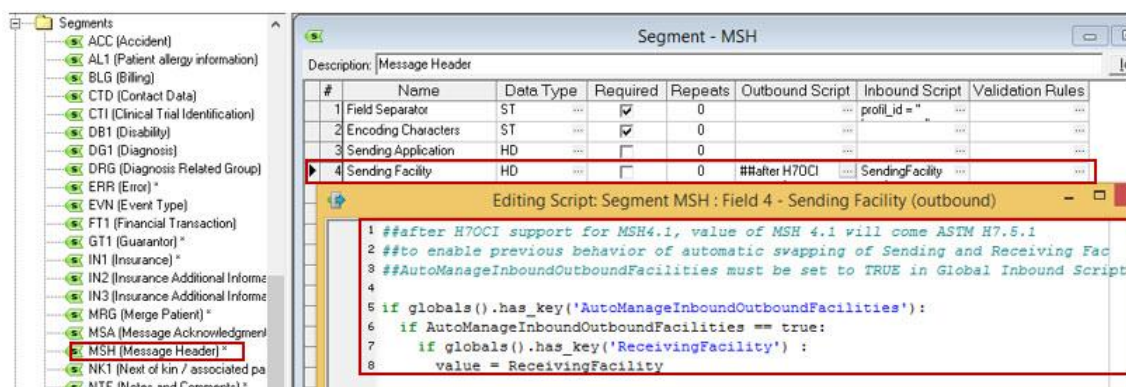 Segments
ACC (Accident)
AL1 (Patient allergy information)
BLG (Billing)
CTD (Contact Data)
CTI (Clinical Trial Identification)
DB1 (Disability)
DG1 (Diagnosis)
DRG (Diagnosis Related Group)
ERR (Error) *
EVN (Event Type)
FT1 (Financial Transaction)
GT1 (Guarantor) *
IN1 (Insurance) *
IN2 (Insurance Additional Informa
IN3 (Insurance Additional Informa
MRG (Merge Patient) *
MSA (Message Acknowledgment
MSH (Message Header) *
NK1 (Next of kin / associated pa
NTE (Notes and Comments) *
Segment - MSH
Description: Message Header
# Name Data Type Required Repeats Outbound Script Inbound Script Validation Rules
1 Field Separator ST ... 0 ... profil_id = '' ... ...
2 Encoding Characters ST ... 0 ... ... ...
3 Sending Application HD ... 0 ... ... ...
4 Sending Facility HD ... 0 ##after H7OCI ... SendingFacility ... ...
Editing Script: Segment MSH : Field 4 - Sending Facility (outbound)
1 ##after H7OCI support for MSH4.1, value of MSH 4.1 will come ASTM H7.5.1
2 ##to enable previous behavior of automatic swapping of Sending and Receiving Fac
3 ##AutoManageInboundOutboundFacilities must be set to TRUE in Global Inbound Script
4
5 if globals().has_key('AutoManageInboundOutboundFacilities'):
6 if AutoManageInboundOutboundFacilities == true:
7 if globals().has_key('ReceivingFacility') :
8 value = ReceivingFacility